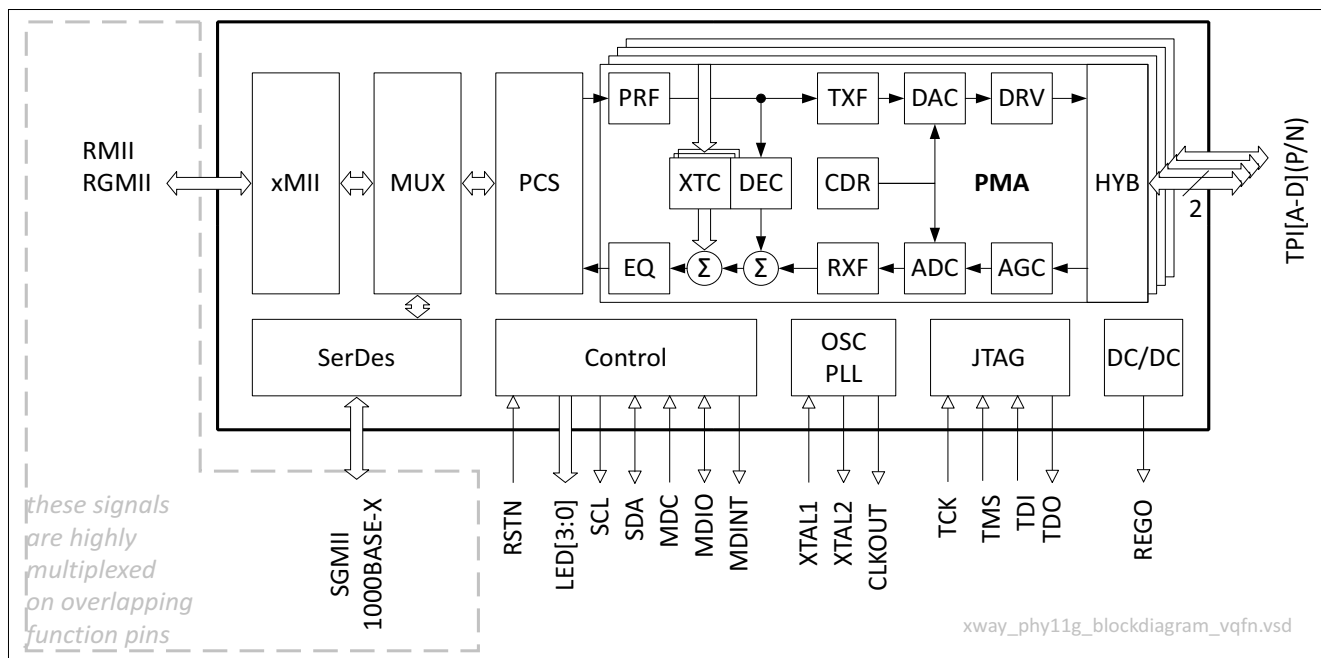 RMII
RGMII
xMII
MUX
PCS
PRF
TXF
DAC
DRV
XTC
DEC
CDR
PMA
HYB
2
TPI[A-D](P/N)
EQ
Σ
Σ
RXF
ADC
AGC
SerDes
Control
OSC
PLL
JTAG
DC/DC
these signals
are highly
multiplexed
on overlapping
function pins
SGMII
1000BASE-X
RSTN
LED[3:0]
SCL
SDA
MDC
MDIO
MDINT
XTAL1
XTAL2
CLKOUT
TCK
TMS
TDI
TDO
REGO
xway_phy11g_blockdiagram_vqfn.vsd